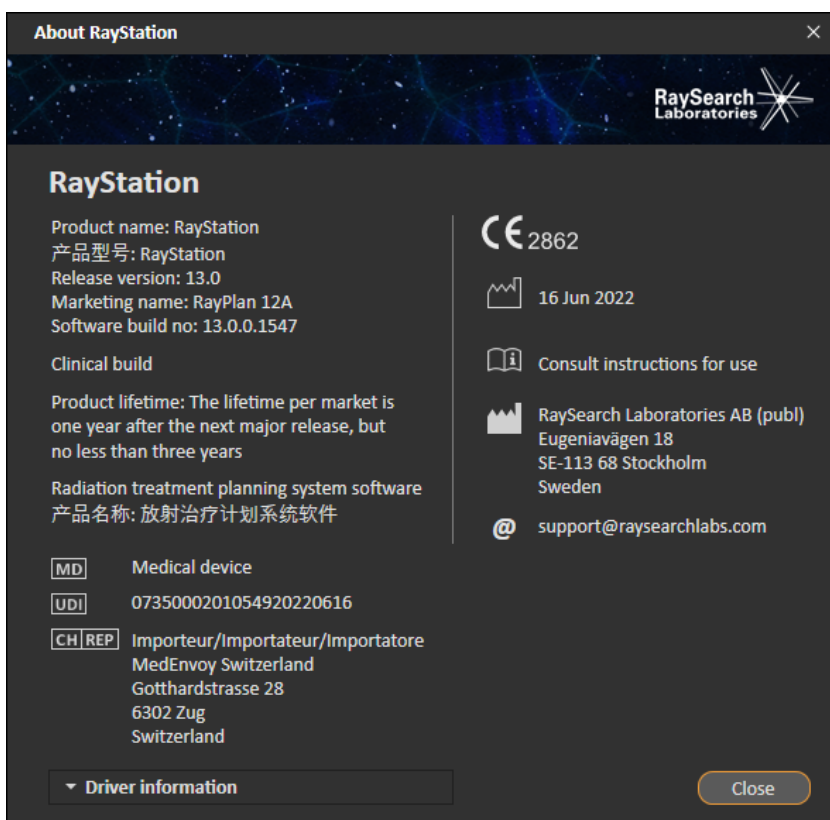 About RayStation
RaySearch
Laboratories
RayStation
Product name: RayStation
产品型号: RayStation
Release version: 13.0
Marketing name: RayPlan 12A
Software build no: 13.0.0.1547
Clinical build
Product lifetime: The lifetime per market is
one year after the next major release, but
no less than three years
Radiation treatment planning system software
产品名称: 放射治疗计划系统软件
MD Medical device
UDI 0735000201054920220616
CH REP Importeur/Importateur/Importatore
MedEnvoy Switzerland
Gotthardstrasse 28
6302 Zug
Switzerland
CE 2862
16 Jun 2022
Consult instructions for use
RaySearch Laboratories AB (publ)
Eugeniavägen 18
SE-113 68 Stockholm
Sweden
@ support@raysearchlabs.com
Driver information
Close